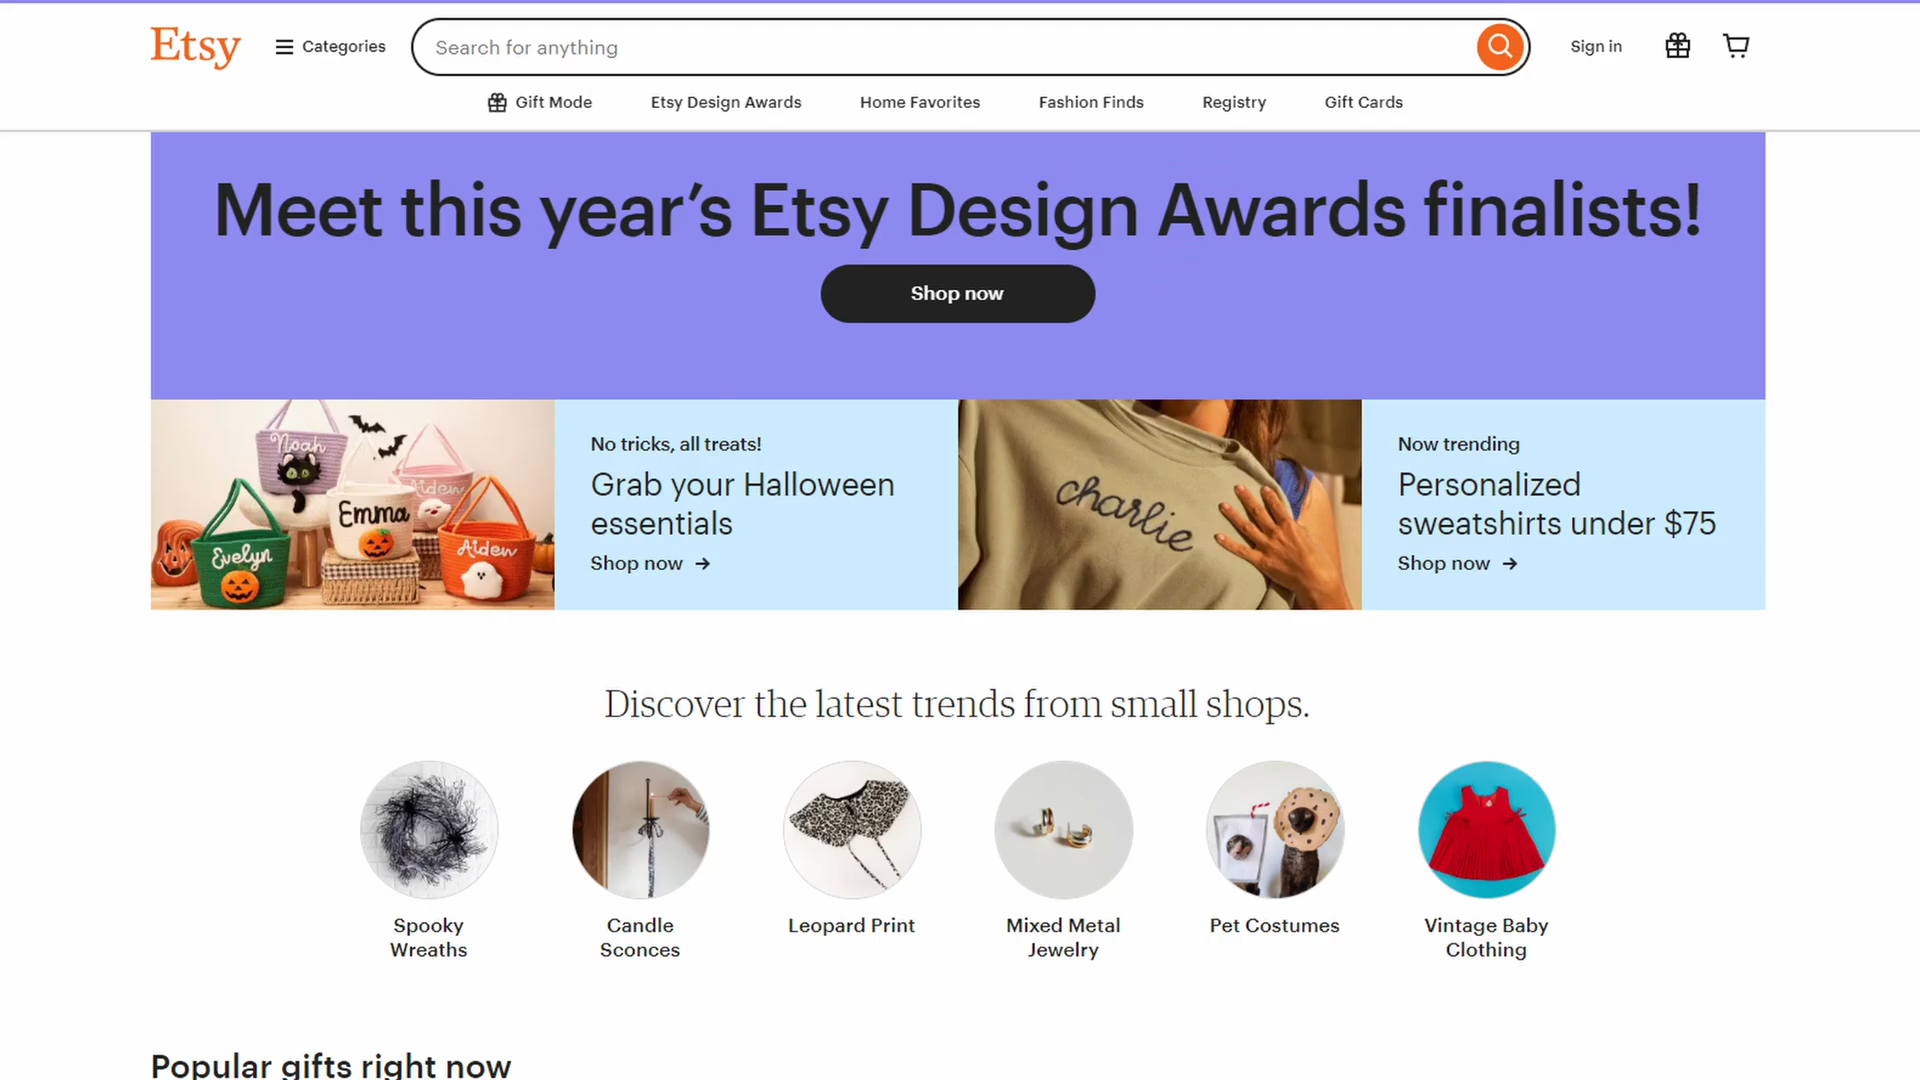 Etsy
Categories
Search for anything
Sign in
Gift Mode
Etsy Design Awards
Home Favorites
Fashion Finds
Registry
Gift Cards
Meet this year's Etsy Design Awards finalists!
Shop now
Noah
Aiden
Emma
Evelyn
Aiden
No tricks, all treats!
Grab your Halloween
essentials
Shop now →
charlie
Now trending
Personalized
sweatshirts under $75
Shop now →
Discover the latest trends from small shops.
Spooky
Wreaths
Candle
Sconces
Leopard Print
Mixed Metal
Jewelry
Pet Costumes
Vintage Baby
Clothing
Popular gifts right now